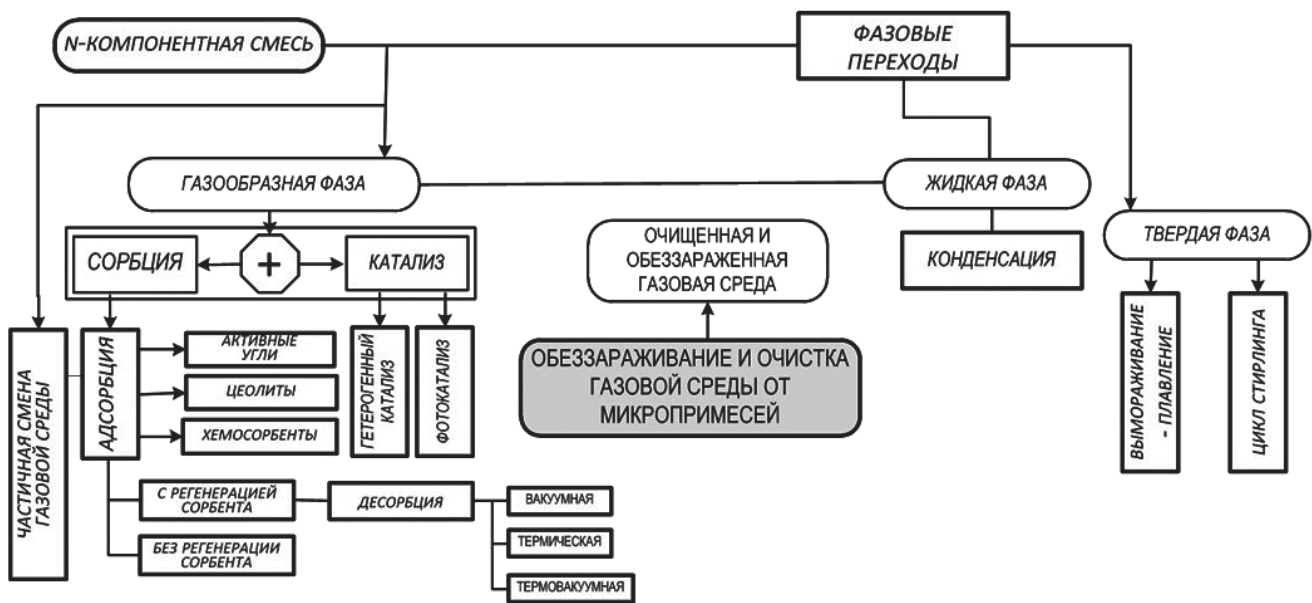 N-КОМПОНЕНТНАЯ СМЕСЬ
ФАЗОВЫЕ
ПЕРЕХОДЫ
ГАЗООБРАЗНАЯ ФАЗА
ЖИДКАЯ ФАЗА
ТВЕРДАЯ ФАЗА
СОРБЦИЯ
+
КАТАЛИЗ
ОЧИЩЕННАЯ И
ОБЕЗЗАРАЖЕННАЯ
ГАЗОВАЯ СРЕДА
КОНДЕНСАЦИЯ
ЧАСТИЧНАЯ СМЕНА
ГАЗОВОЙ СРЕДЫ
АДСОРБЦИЯ
АКТИВНЫЕ
УГЛИ
ЦЕОЛИТЫ
ХЕМОСОРБЕНТЫ
ГЕТЕРОГЕННЫЙ
КАТАЛИЗ
ФОТОКАТАЛИЗ
ОБЕЗЗАРАЖИВАНИЕ И ОЧИСТКА
ГАЗОВОЙ СРЕДЫ ОТ
МИКРОПРИМЕСЕЙ
ВЫМОРАЖИВАНИЕ
- ПЛАВЛЕНИЕ
ЦИКЛ СТИРЛИНГА
С РЕГЕНЕРАЦИЕЙ
СОРБЕНТА
ДЕСОРБЦИЯ
ВАКУУМНАЯ
ТЕРМИЧЕСКАЯ
ТЕРМОВАКУУМНАЯ
БЕЗ РЕГЕНЕРАЦИИ
СОРБЕНТА